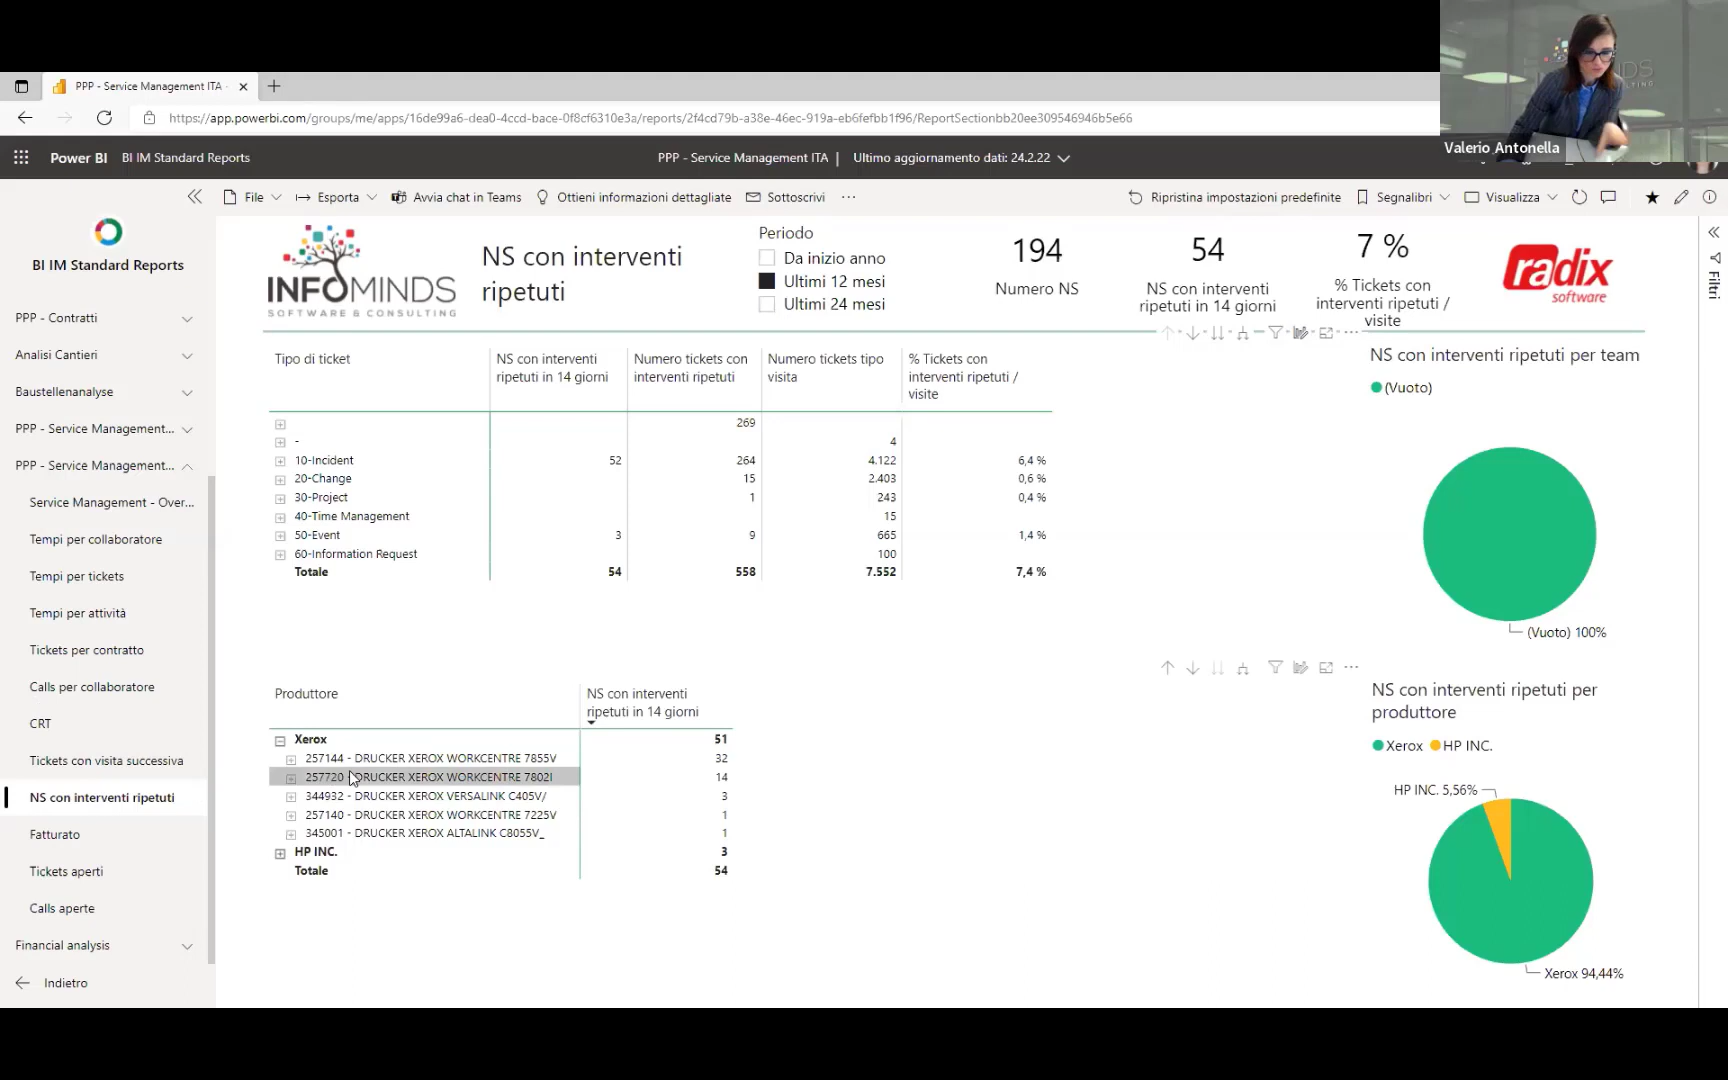 PPP - Service Management ITA
https://app.powerbi.com/groups/me/apps/16de99a6-dea0-4ccd-bace-0f8cf6310e3a/reports/2f4cd79b-a38e-46ec-919a-eb6fefbb1f96/ReportSectionbb20ee309546946b5e66
Valerio Antonella
Power BI BI IM Standard Reports
PPP - Service Management ITA | Ultimo aggiornamento dati: 24.2.22
File Esporta Avvia chat in Teams Ottieni informazioni dettagliate Sottoscrivi ...
Ripristina impostazioni predefinite Segnalibri Visualizza
BI IM Standard Reports
PPP - Contratti
Analisi Cantieri
Baustellenanalyse
PPP - Service Management...
PPP - Service Management...
Service Management - Over...
Tempi per collaboratore
Tempi per tickets
Tempi per attività
Tickets per contratto
Calls per collaboratore
CRT
Tickets con visita successiva
NS con interventi ripetuti
Fatturato
Tickets aperti
Calls aperte
Financial analysis
Indietro
INFOMINDS
SOFTWARE & CONSULTING
NS con interventi
ripetuti
Periodo
Da inizio anno
Ultimi 12 mesi
Ultimi 24 mesi
194
Numero NS
54
NS con interventi
ripetuti in 14 giorni
7 %
% Tickets con
interventi ripetuti /
visite
radix
software
Filtri
Tipo di ticket
NS con interventi
ripetuti in 14 giorni
Numero tickets con
interventi ripetuti
Numero tickets tipo
visita
% Tickets con
interventi ripetuti /
visite
269
- 4
10-Incident 52 264 4.122 6,4 %
20-Change 15 2.403 0,6 %
30-Project 1 243 0,4 %
40-Time Management 15
50-Event 3 9 665 1,4 %
60-Information Request 100
Totale 54 558 7.552 7,4 %
NS con interventi ripetuti per team
(Vuoto)
(Vuoto) 100%
Produttore
NS con interventi
ripetuti in 14 giorni
Xerox 51
257144 - DRUCKER XEROX WORKCENTRE 7855V 32
257720 - DRUCKER XEROX WORKCENTRE 7802I 14
344932 - DRUCKER XEROX VERSALINK C405V/ 3
257140 - DRUCKER XEROX WORKCENTRE 7225V 1
345001 - DRUCKER XEROX ALTALINK C8055V_ 1
HP INC. 3
Totale 54
NS con interventi ripetuti per
produttore
Xerox HP INC.
HP INC. 5,56%
Xerox 94,44%